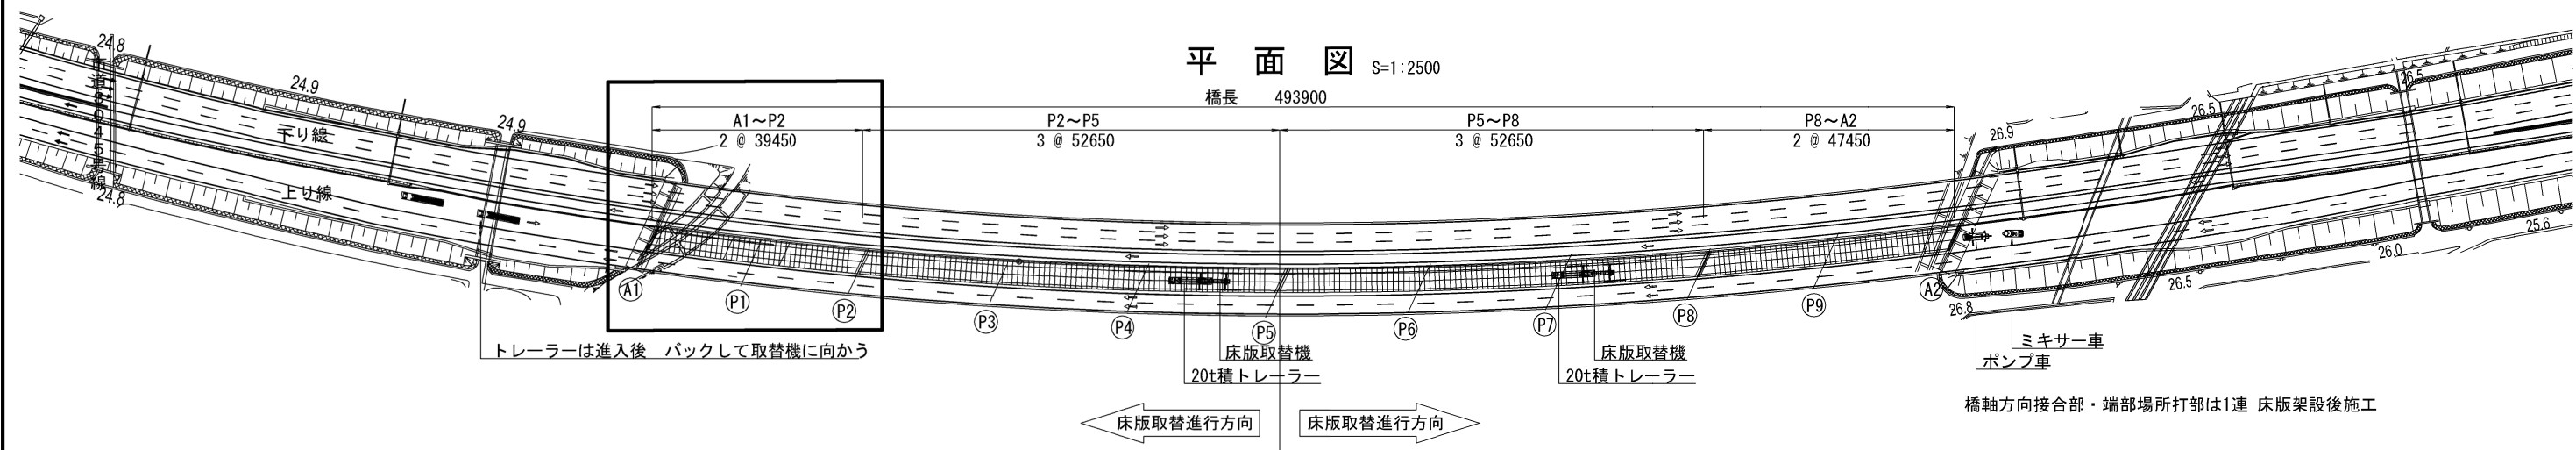 平 面 図 S=1:2500
橋長 493900
A1～P2
2 @ 39450
P2～P5
3 @ 52650
P5～P8
3 @ 52650
P8～A2
2 @ 47450
24.8
24.9
24.9
24.8
下り線
上り線
26.9
26.5
26.5
26.8
26.5
26.0
25.6
A1
P1
P2
P3
P4
P5
P6
P7
P8
P9
A2
トレーラーは進入後 バックして取替機に向かう
床版取替機
20t積トレーラー
床版取替機
20t積トレーラー
ミキサー車
ポンプ車
床版取替進行方向
床版取替進行方向
橋軸方向接合部・端部場所打部は1連 床版架設後施工